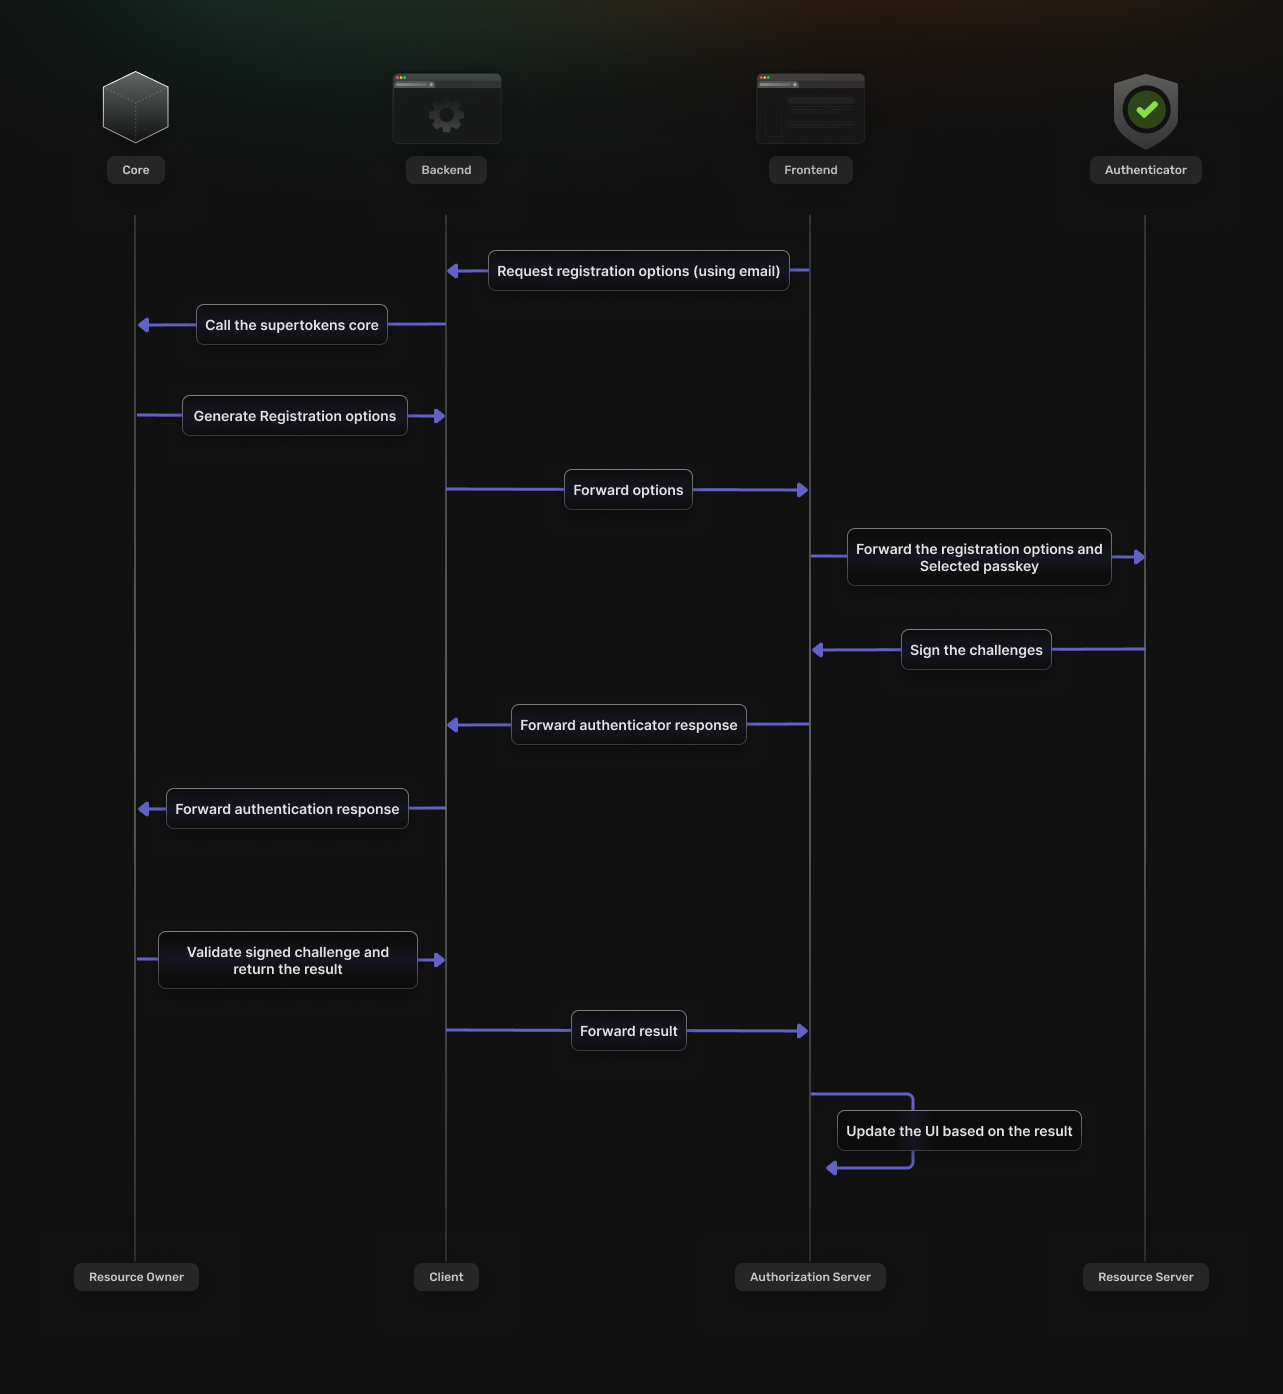 Core
Backend
Frontend
Authenticator
Request registration options (using email)
Call the supertokens core
Generate Registration options
Forward options
Forward the registration options and
Selected passkey
Sign the challenges
Forward authenticator response
Forward authentication response
Validate signed challenge and
return the result
Forward result
Update the UI based on the result
Resource Owner
Client
Authorization Server
Resource Server